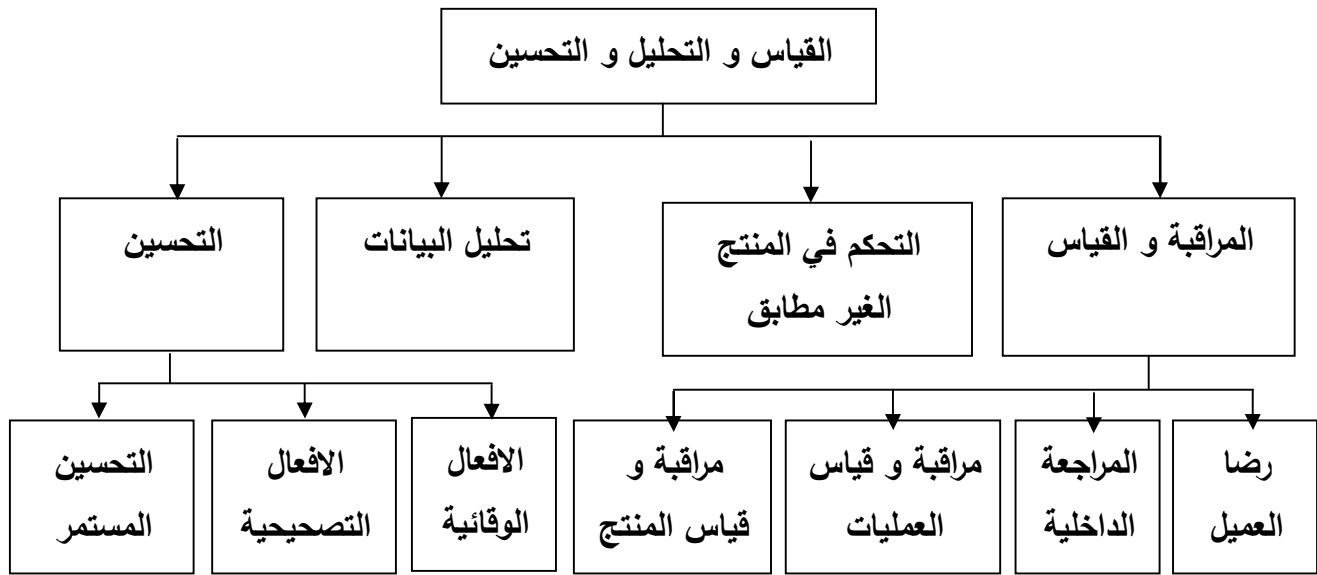 القياس و التحليل و التحسين
المراقبة و القياس
التحكم في المنتج
الغير مطابق
تحليل البيانات
التحسين
رضا
العميل
المراجعة
الداخلية
مراقبة و قياس
العمليات
مراقبة و
قياس المنتج
الافعال
الوقائية
الافعال
التصحيحية
التحسين
المستمر